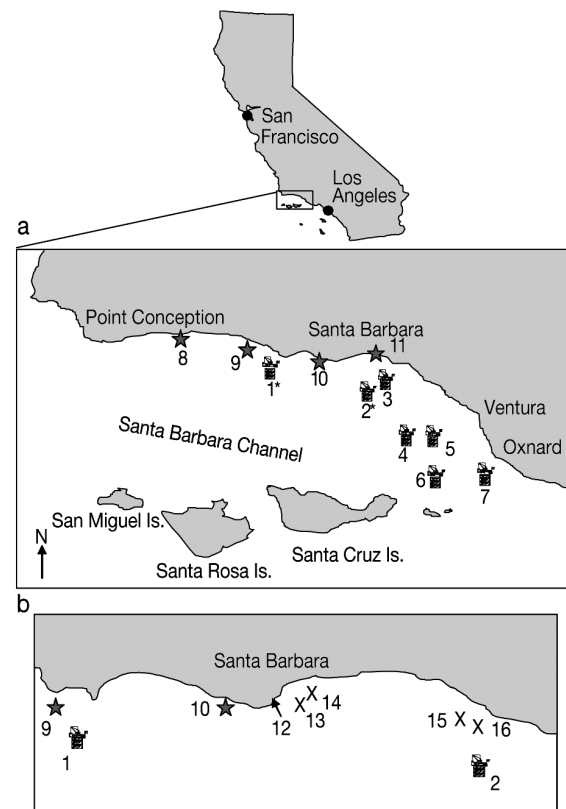 San
Francisco
Los
Angeles
a
Point Conception
Santa Barbara
8
9
1*
10
11
2*
3
4
5
6
7
Ventura
Oxnard
Santa Barbara Channel
San Miguel Is.
Santa Rosa Is.
Santa Cruz Is.
N
b
Santa Barbara
9
1
10
12
13
14
15
16
2